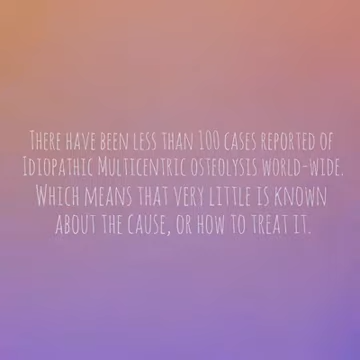 There have been less than 100 cases reported of
Idiopathic Multicentric osteolysis world-wide.
Which means that very little is known
about the cause, or how to treat it.